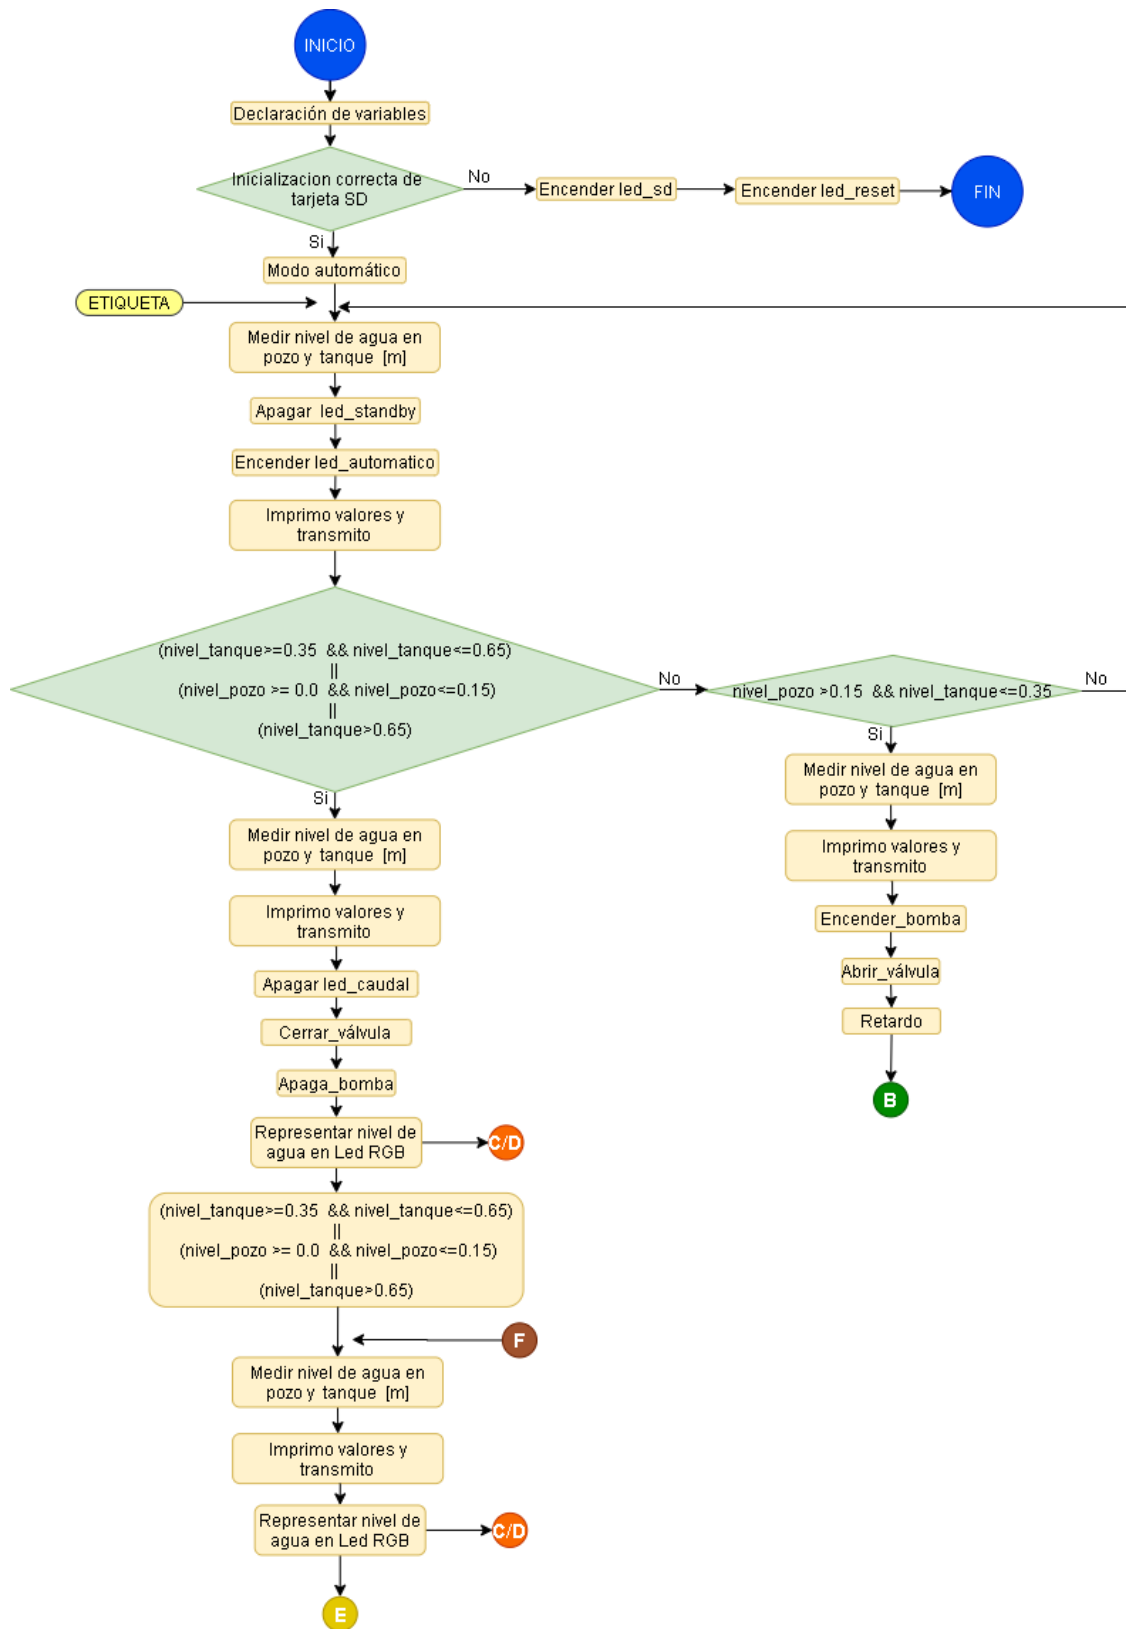 INICIO
Declaración de variables
Inicializacion correcta de
tarjeta SD
No
Encender led_sd
Encender led_reset
FIN
Si
Modo automático
ETIQUETA
Medir nivel de agua en
pozo y tanque [m]
Apagar led_standby
Encender led_automatico
Imprimo valores y
transmito
(nivel_tanque>=0.35 && nivel_tanque<=0.65)
||
(nivel_pozo >= 0.0 && nivel_pozo<=0.15)
||
(nivel_tanque>0.65)
No
nivel_pozo >0.15 && nivel_tanque<=0.35
No
Si
Medir nivel de agua en
pozo y tanque [m]
Imprimo valores y
transmito
Encender_bomba
Abrir_válvula
Retardo
B
Si
Medir nivel de agua en
pozo y tanque [m]
Imprimo valores y
transmito
Apagar led_caudal
Cerrar_válvula
Apaga_bomba
Representar nivel de
agua en Led RGB
C/D
(nivel_tanque>=0.35 && nivel_tanque<=0.65)
||
(nivel_pozo >= 0.0 && nivel_pozo<=0.15)
||
(nivel_tanque>0.65)
F
Medir nivel de agua en
pozo y tanque [m]
Imprimo valores y
transmito
Representar nivel de
agua en Led RGB
C/D
E